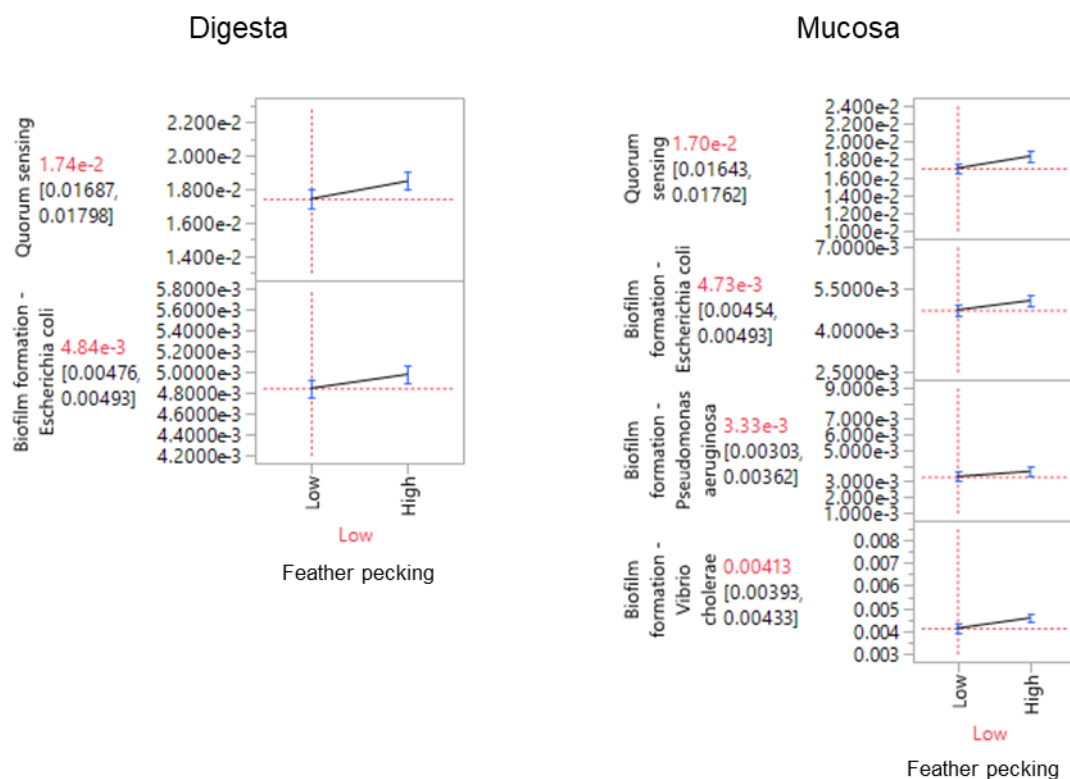 Digesta
Quorum sensing
1.74e-2
[0.01687,
0.01798]
2.200e-2
2.000e-2
1.800e-2
1.600e-2
1.400e-2
Biofilm formation -
Escherichia coli
4.84e-3
[0.00476,
0.00493]
5.8000e-3
5.6000e-3
5.4000e-3
5.2000e-3
5.0000e-3
4.8000e-3
4.6000e-3
4.4000e-3
4.2000e-3
Low
High
Low
Feather pecking
Mucosa
Quorum
sensing
1.70e-2
[0.01643,
0.01762]
2.400e-2
2.200e-2
2.000e-2
1.800e-2
1.600e-2
1.400e-2
1.200e-2
1.000e-2
Biofilm
formation -
Escherichia coli
4.73e-3
[0.00454,
0.00493]
7.0000e-3
5.5000e-3
4.0000e-3
2.5000e-3
Biofilm
formation -
Pseudomonas
aeruginosa
3.33e-3
[0.00303,
0.00362]
9.000e-3
7.000e-3
6.000e-3
5.000e-3
3.000e-3
2.000e-3
1.000e-3
Biofilm
formation -
Vibrio
cholerae
0.00413
[0.00393,
0.00433]
0.008
0.007
0.006
0.005
0.004
0.003
Low
High
Low
Feather pecking